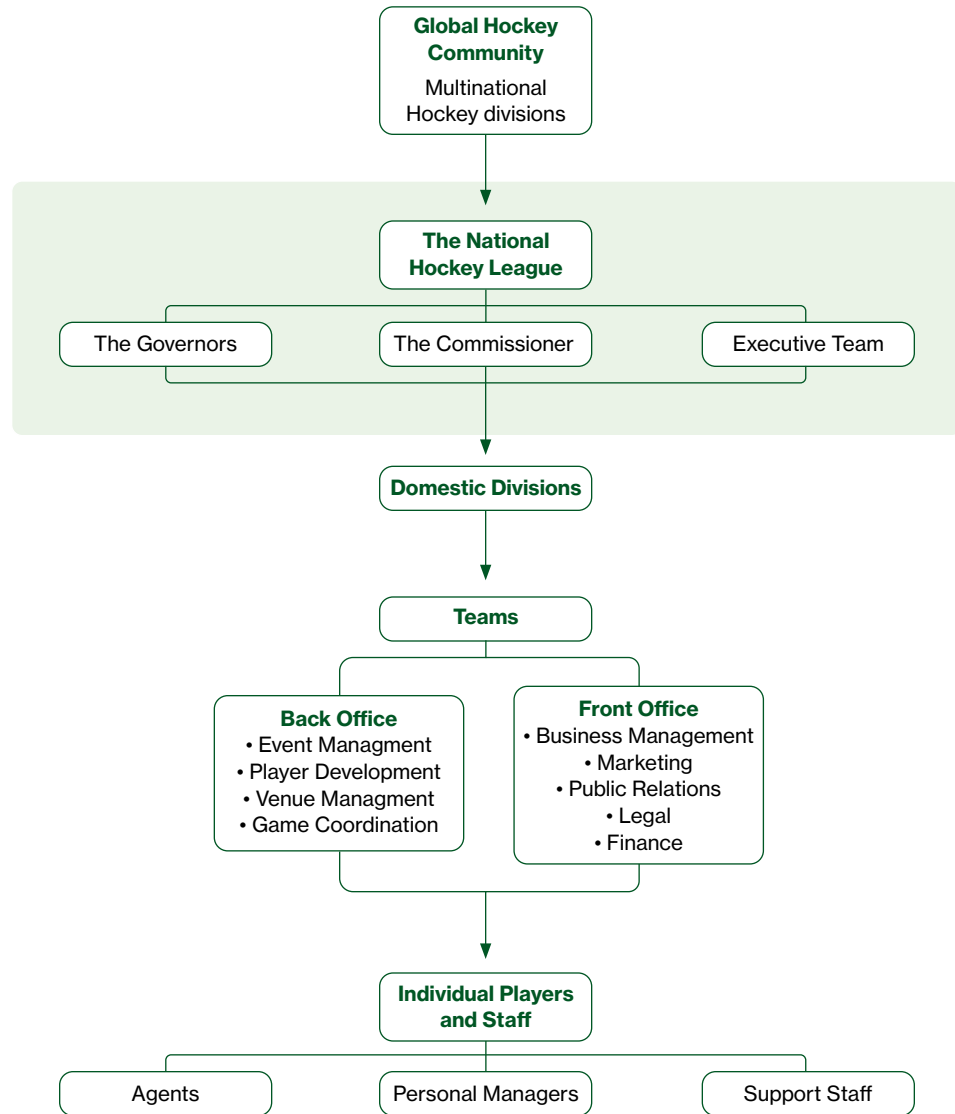 Global Hockey
Community
Multinational
Hockey divisions
The National
Hockey League
The Governors
The Commissioner
Executive Team
Domestic Divisions
Teams
Back Office
• Event Managment
• Player Development
• Venue Managment
• Game Coordination
Front Office
• Business Management
• Marketing
• Public Relations
• Legal
• Finance
Individual Players
and Staff
Agents
Personal Managers
Support Staff